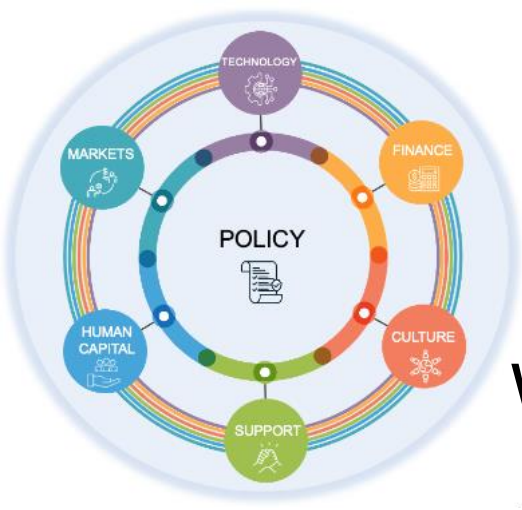 TECHNOLOGY
MARKETS
FINANCE
POLICY
HUMAN
CAPITAL
CULTURE
SUPPORT